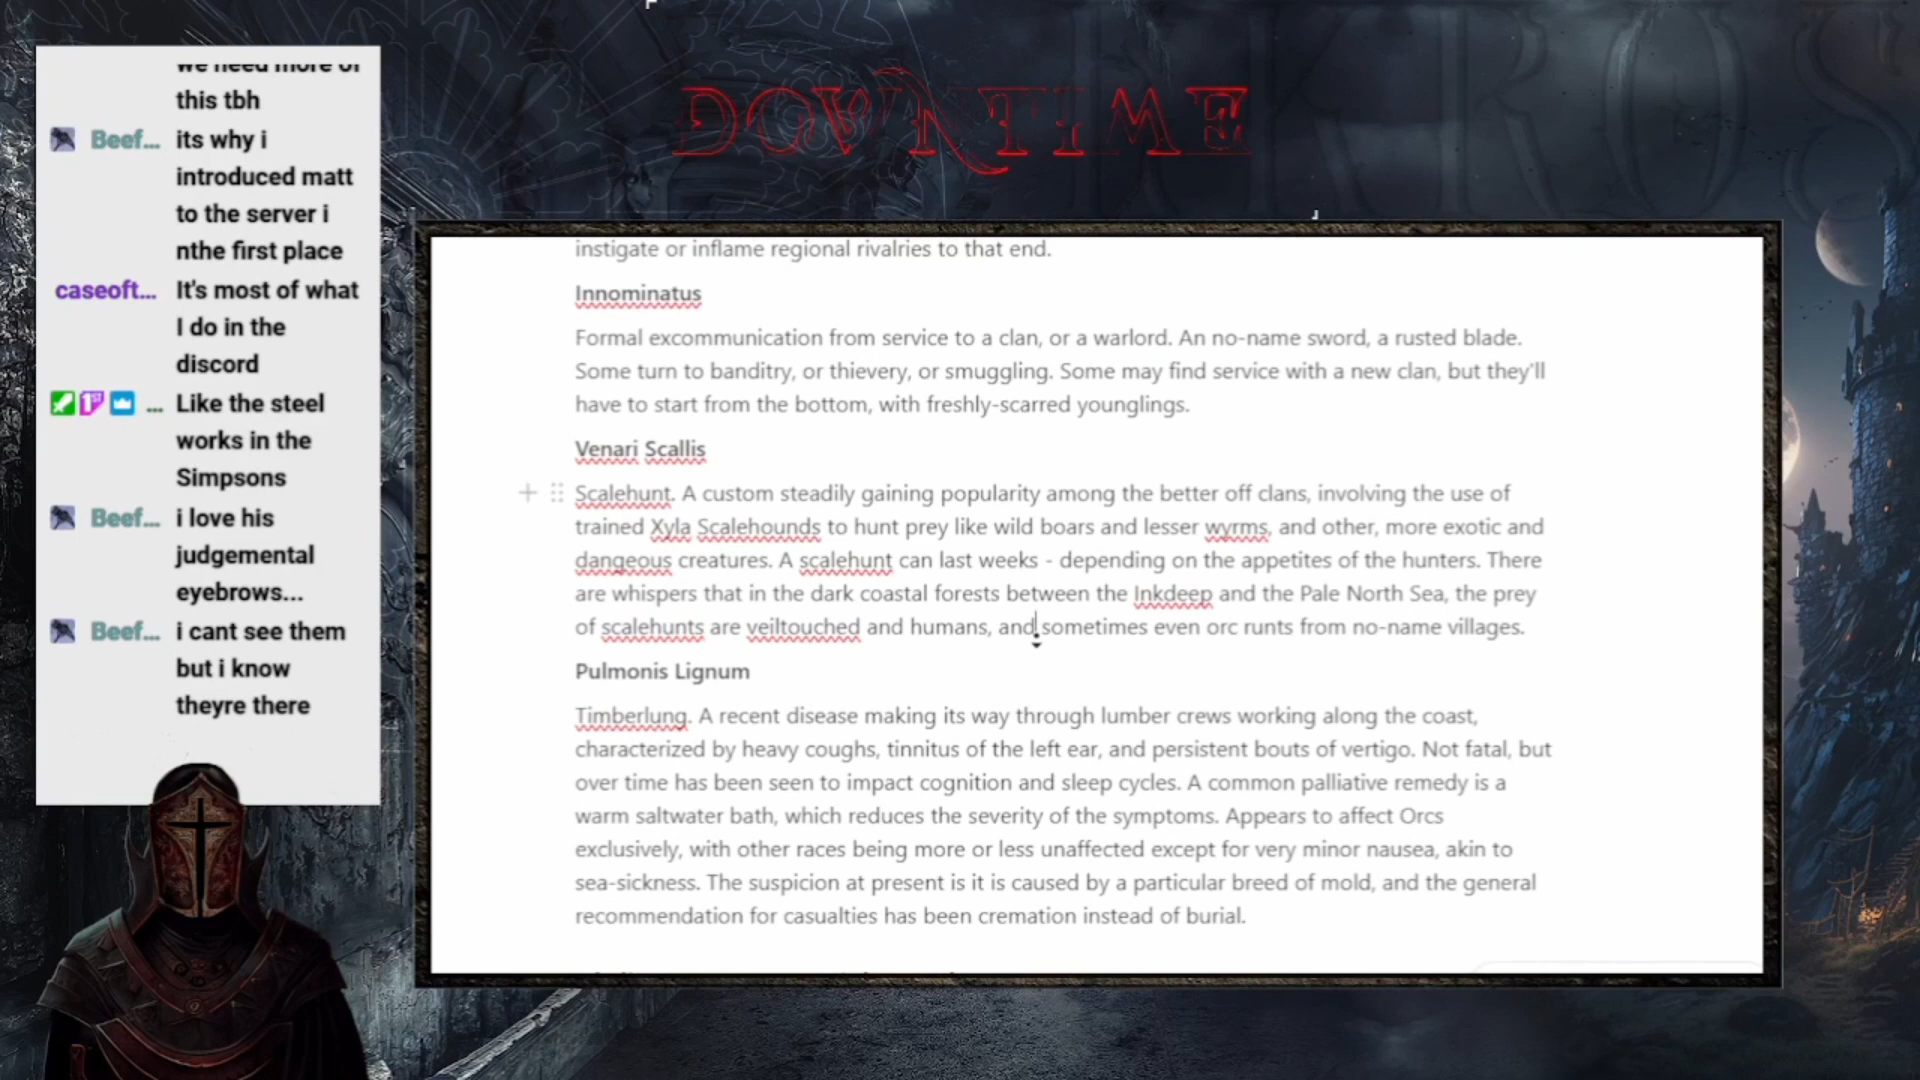 we need more of
this tbh
Beef... its why i
introduced matt
to the server i
nthe first place
caseoft... It's most of what
I do in the
discord
... Like the steel
works in the
Simpsons
Beef... i love his
judgemental
eyebrows...
Beef... i cant see them
but i know
theyre there
DOWNTIME
instigate or inflame regional rivalries to that end.
Innominatus
Formal excommunication from service to a clan, or a warlord. An no-name sword, a rusted blade.
Some turn to banditry, or thievery, or smuggling. Some may find service with a new clan, but they'll
have to start from the bottom, with freshly-scarred younglings.
Venari Scallis
Scalehunt. A custom steadily gaining popularity among the better off clans, involving the use of
trained Xyla Scalehounds to hunt prey like wild boars and lesser wyrms, and other, more exotic and
dangeous creatures. A scalehunt can last weeks - depending on the appetites of the hunters. There
are whispers that in the dark coastal forests between the Inkdeep and the Pale North Sea, the prey
of scalehunts are veiltouched and humans, and sometimes even orc runts from no-name villages.
Pulmonis Lignum
Timberlung. A recent disease making its way through lumber crews working along the coast,
characterized by heavy coughs, tinnitus of the left ear, and persistent bouts of vertigo. Not fatal, but
over time has been seen to impact cognition and sleep cycles. A common palliative remedy is a
warm saltwater bath, which reduces the severity of the symptoms. Appears to affect Orcs
exclusively, with other races being more or less unaffected except for very minor nausea, akin to
sea-sickness. The suspicion at present is it is caused by a particular breed of mold, and the general
recommendation for casualties has been cremation instead of burial.